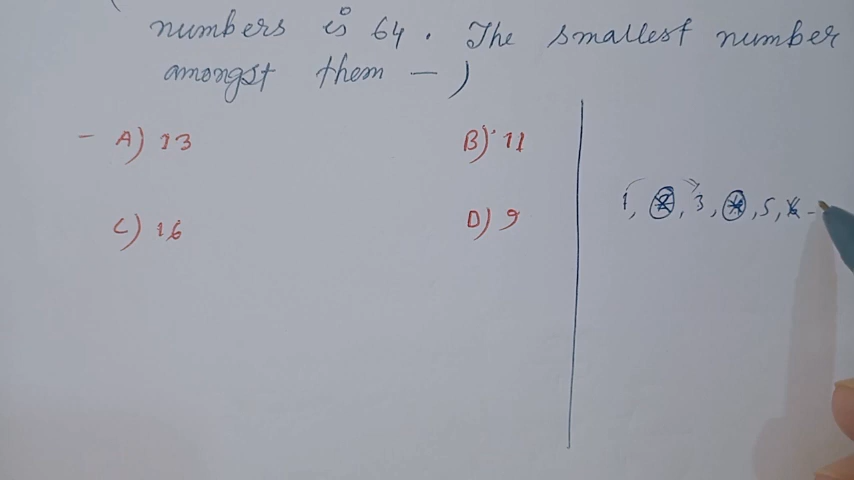 numbers is 64. The smallest number
amongst them — )
- A) 13 B) 11
C) 16 D) 9
1, 2, 3, 4, 5, 6 -